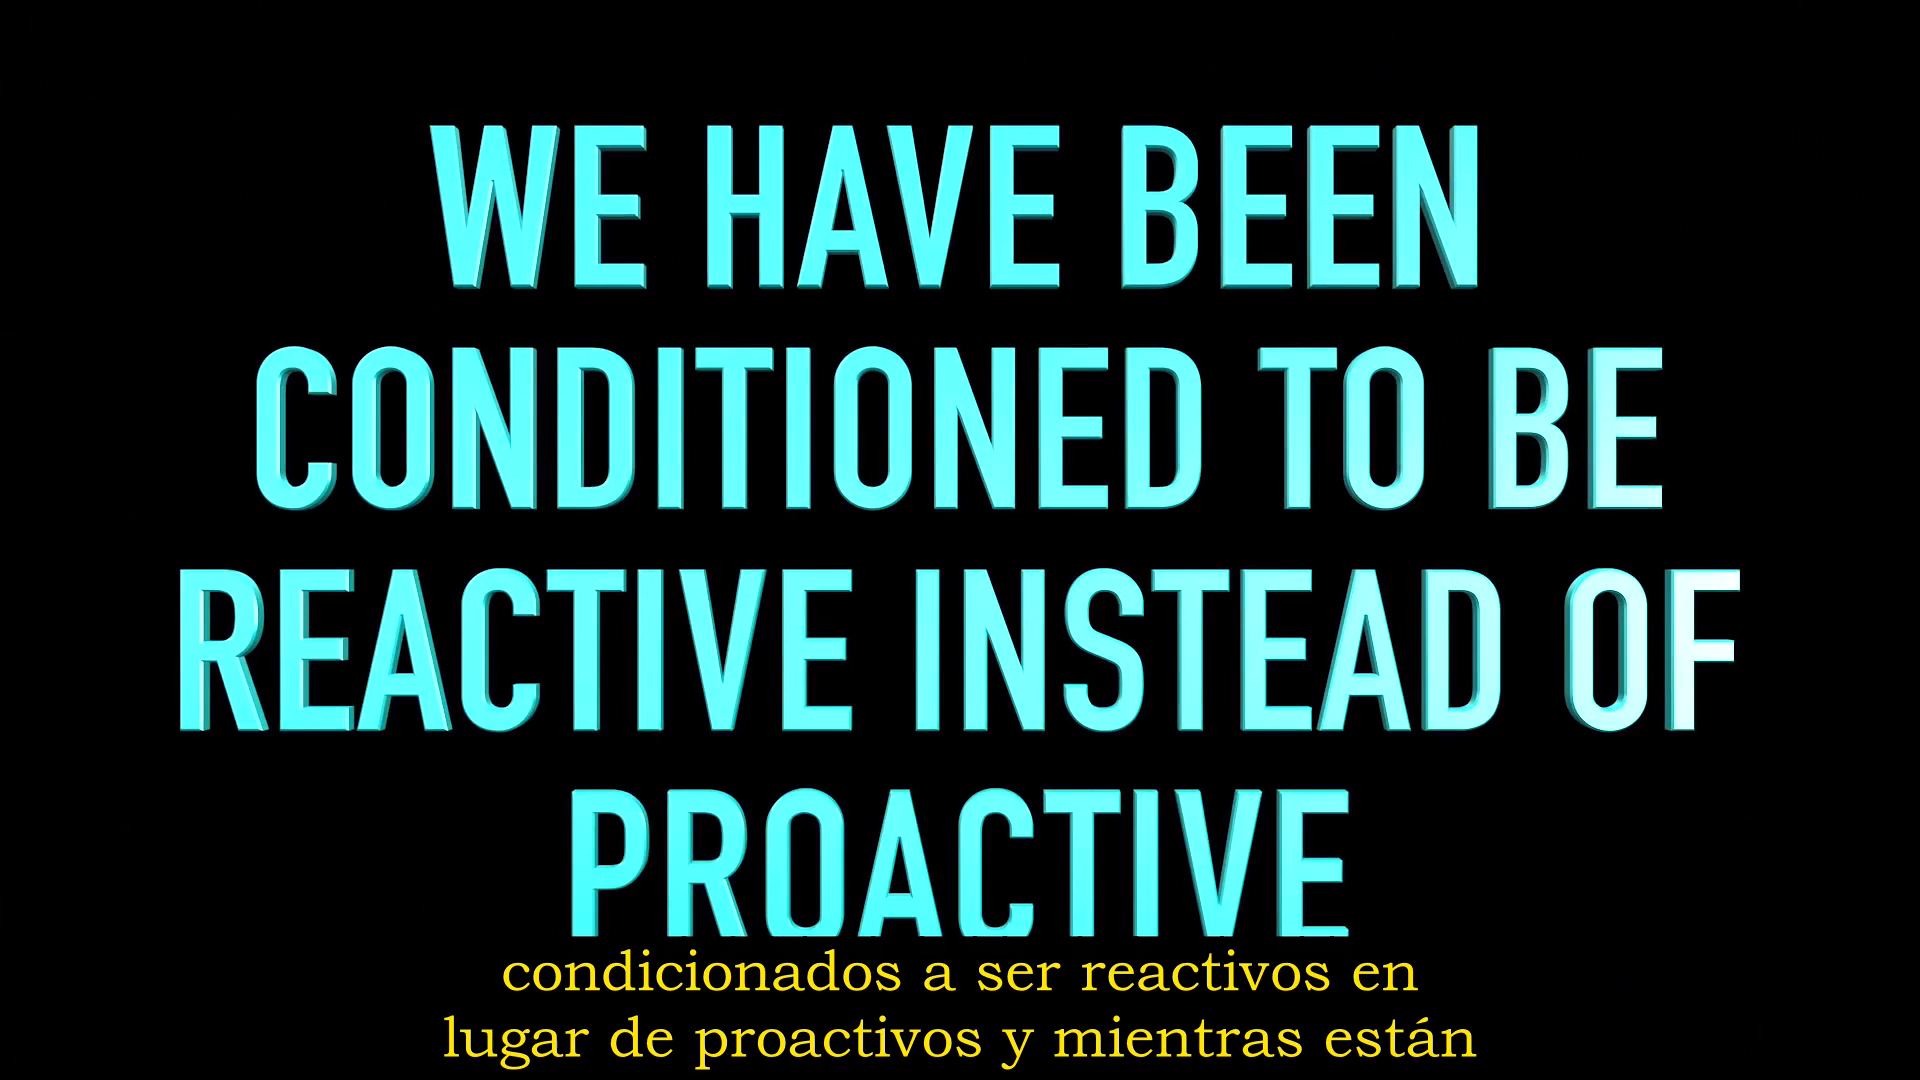 WE HAVE BEEN
CONDITIONED TO BE
REACTIVE INSTEAD OF
PROACTIVE
condicionados a ser reactivos en
lugar de proactivos y mientras están